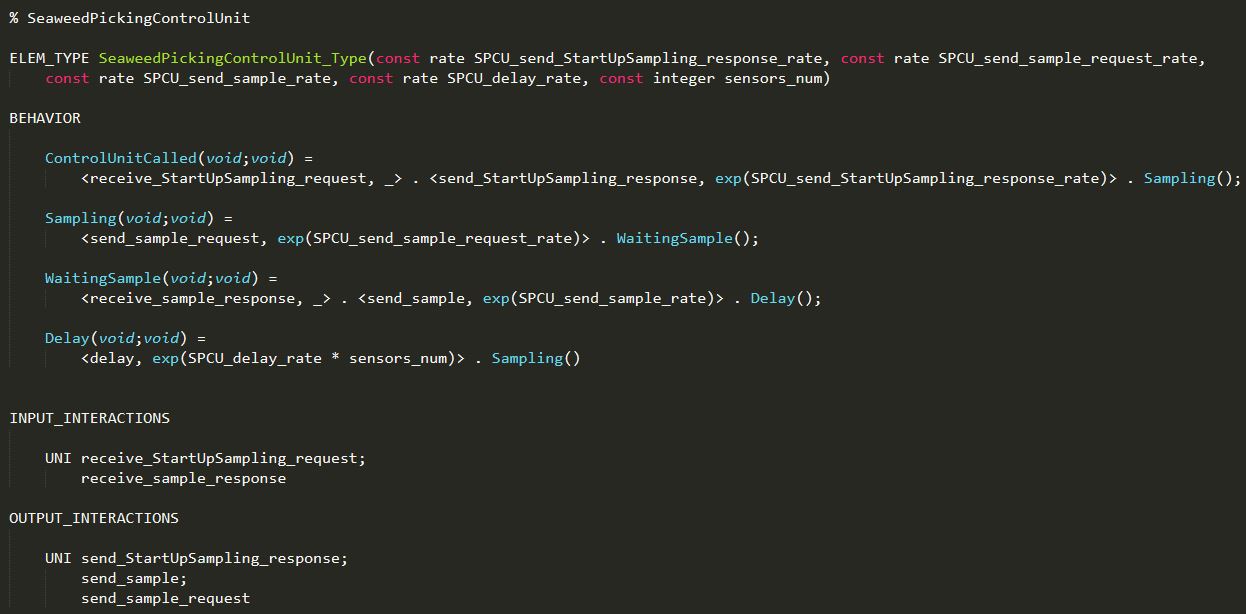 % SeaweedPickingControlUnit
ELEM_TYPE SeaweedPickingControlUnit_Type(const rate SPCU_send_StartUpSampling_response_rate, const rate SPCU_send_sample_request_rate,
const rate SPCU_send_sample_rate, const rate SPCU_delay_rate, const integer sensors_num)
BEHAVIOR
ControlUnitCalled(void;void) =
<receive_StartUpSampling_request, _> . <send_StartUpSampling_response, exp(SPCU_send_StartUpSampling_response_rate)> . Sampling();
Sampling(void;void) =
<send_sample_request, exp(SPCU_send_sample_request_rate)> . WaitingSample();
WaitingSample(void;void) =
<receive_sample_response, _> . <send_sample, exp(SPCU_send_sample_rate)> . Delay();
Delay(void;void) =
<delay, exp(SPCU_delay_rate * sensors_num)> . Sampling()
INPUT_INTERACTIONS
UNI receive_StartUpSampling_request;
receive_sample_response
OUTPUT_INTERACTIONS
UNI send_StartUpSampling_response;
send_sample;
send_sample_request